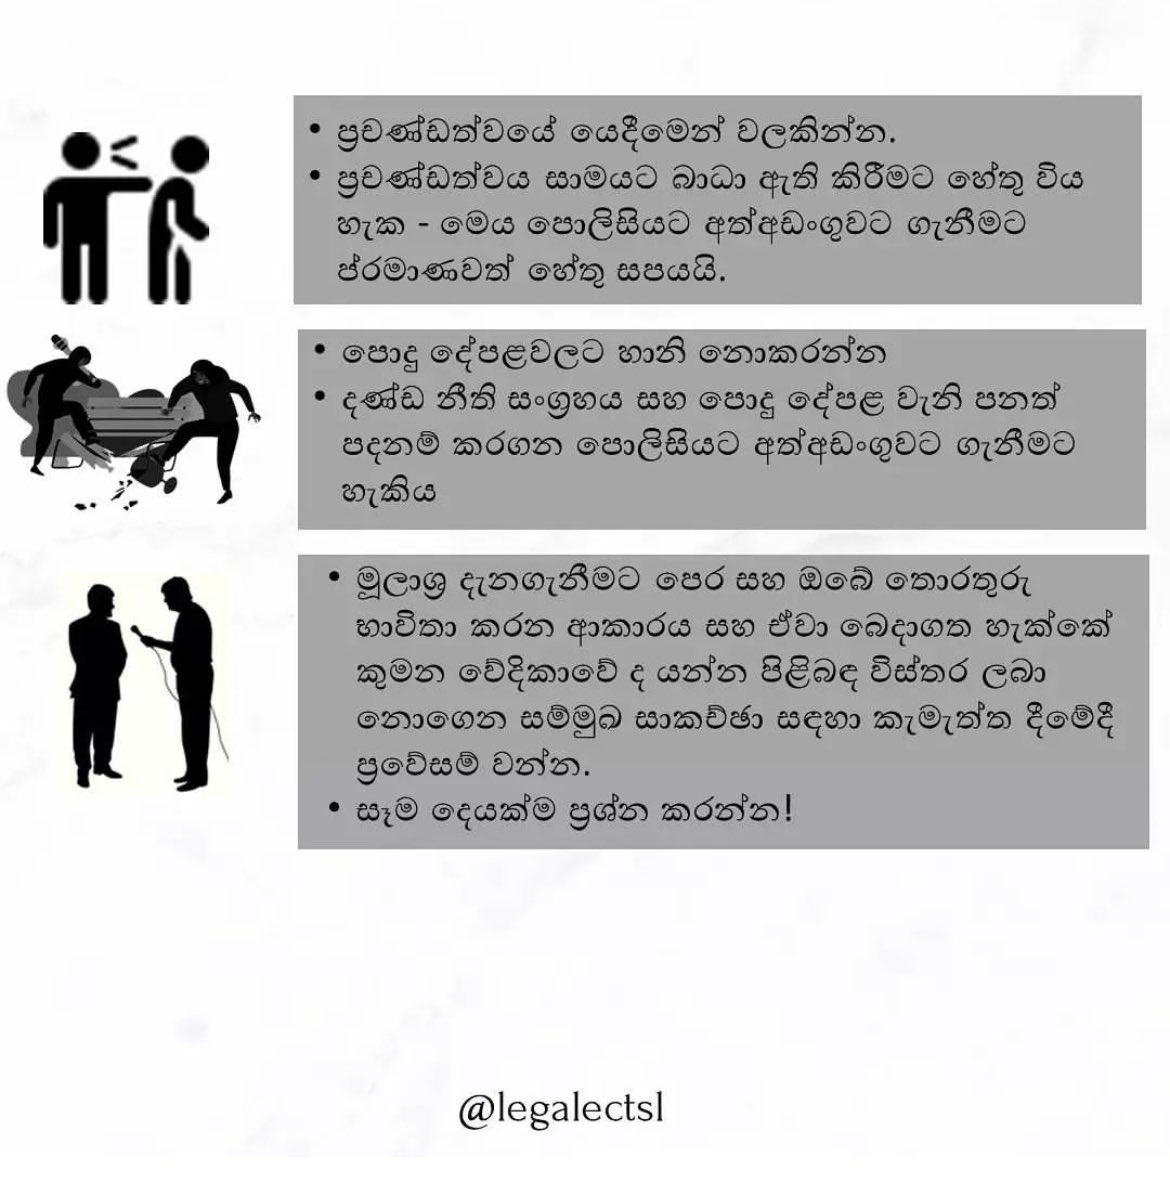 • ප්‍රචණ්ඩත්වයේ යෙදීමෙන් වලකින්න.
• ප්‍රචණ්ඩත්වය සාමයට බාධා ඇති කිරීමට හේතු විය
හැක - මෙය පොලිසියට අත්අඩංගුවට ගැනීමට
ප්රමාණවත් හේතු සපයයි.
• පොදු දේපළවලට හානි නොකරන්න
• දණ්ඩ නීති සංග්‍රහය සහ පොදු දේපළ වැනි පනත්
පදනම් කරගන පොලිසියට අත්අඩංගුවට ගැනීමට
හැකිය
• මූලාශ්‍ර දැනගැනීමට පෙර සහ ඔබේ තොරතුරු
භාවිතා කරන ආකාරය සහ ඒවා බෙදාගත හැක්කේ
කුමන වේදිකාවේ ද යන්න පිළිබඳ විස්තර ලබා
නොගෙන සම්මුඛ සාකච්ඡා සඳහා කැමැත්ත දීමේදී
ප්‍රවේසම් වන්න.
• සෑම දෙයක්ම ප්‍රශ්න කරන්න!
@legalectsl